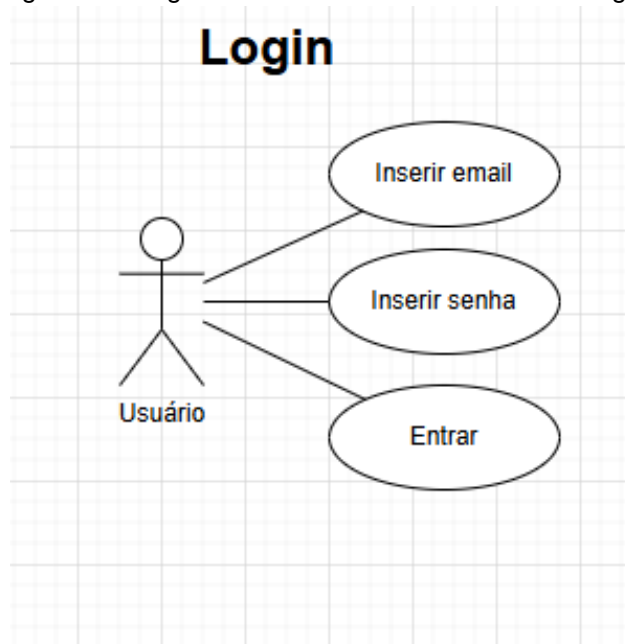 Login
Inserir email
Inserir senha
Usuário
Entrar